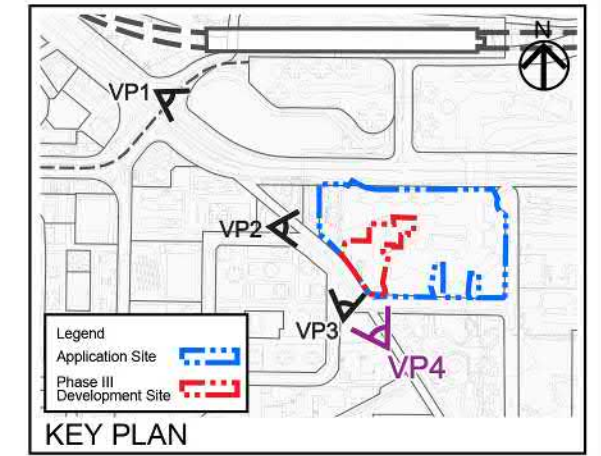 N
VP1
VP2
VP3
VP4
Legend
Application Site
Phase III
Development Site
KEY PLAN